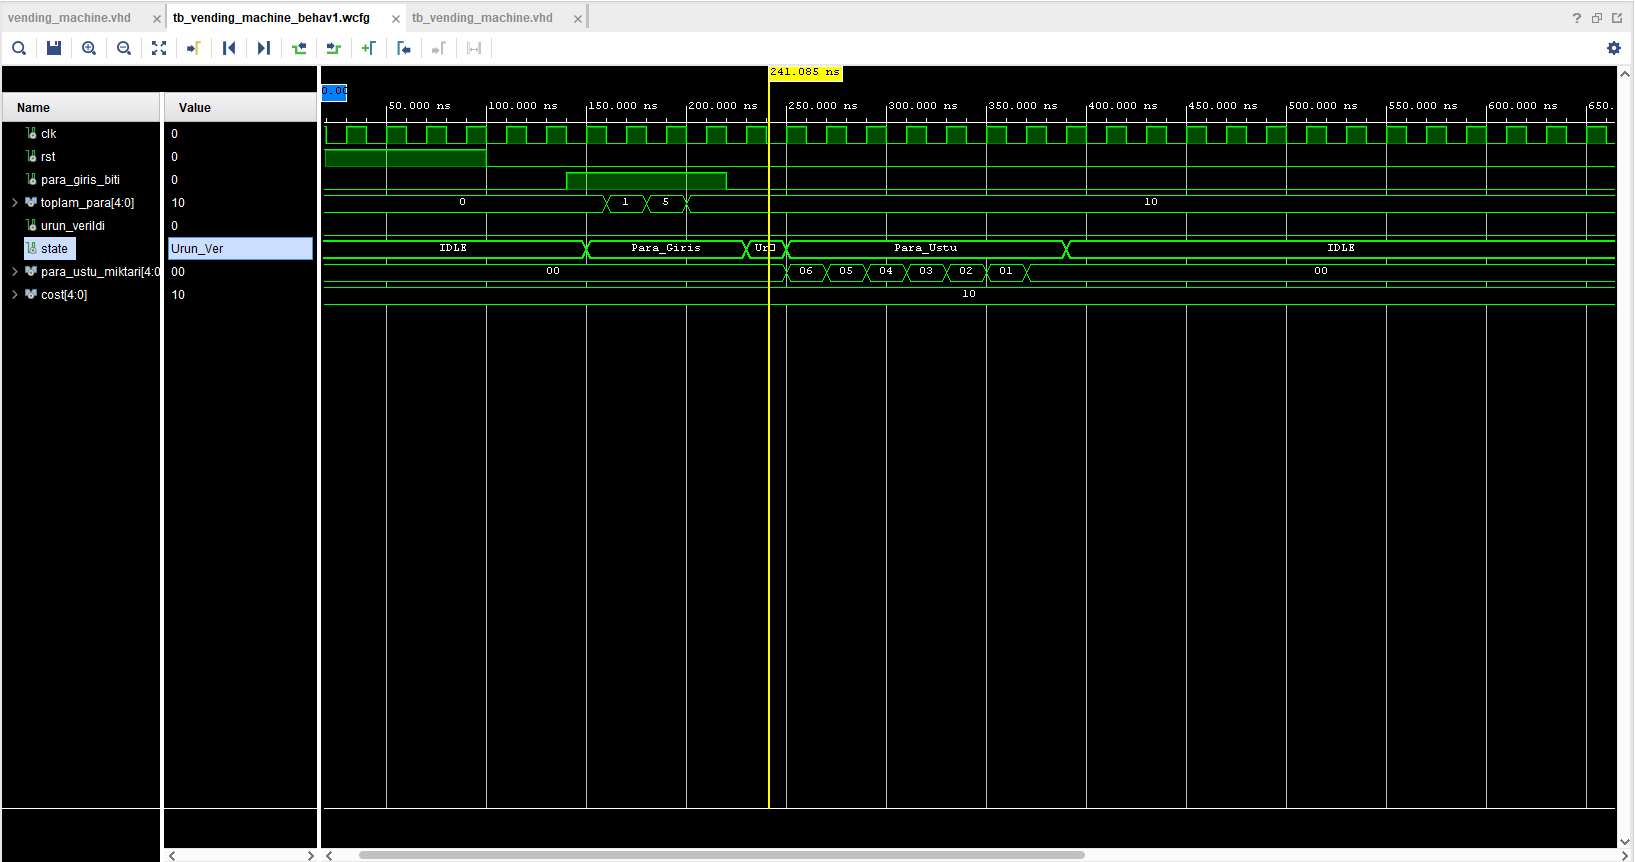 vending_machine.vhd × tb_vending_machine_behav1.wcfg × tb_vending_machine.vhd × ?
241.085 ns
0.00
Name Value
50.000 ns 100.000 ns 150.000 ns 200.000 ns 250.000 ns 300.000 ns 350.000 ns 400.000 ns 450.000 ns 500.000 ns 550.000 ns 600.000 ns 650.
clk 0
rst 0
para_giris_biti 0
toplam_para[4:0] 10 0 1 5 10
urun_verildi 0
state Urun_Ver IDLE Para_Giris Ur Para_Ustu IDLE
para_ustu_miktari[4:0 00 00 06 05 04 03 02 01 00
cost[4:0] 10 10